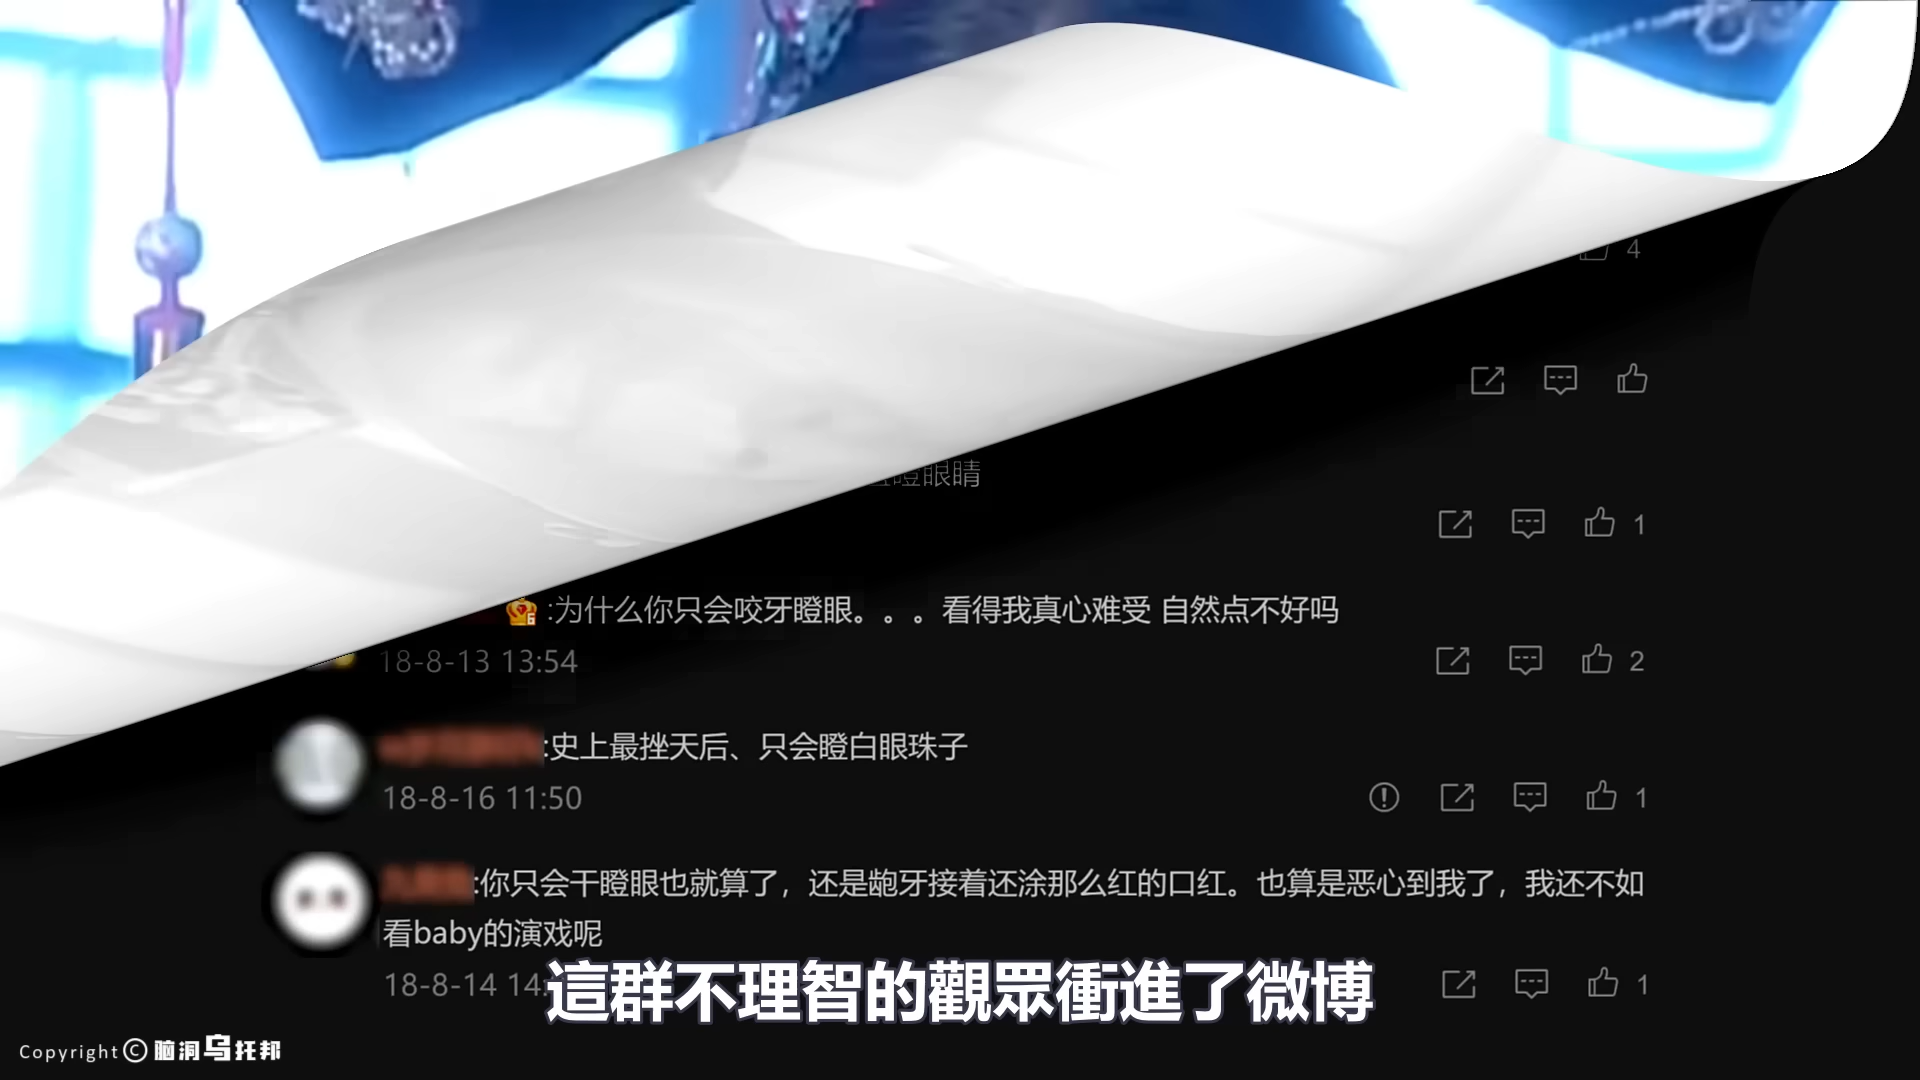 4
瞪眼睛
1
:为什么你只会咬牙瞪眼。。。看得我真心难受 自然点不好吗
18-8-13 13:54
2
:史上最挫天后、只会瞪白眼珠子
18-8-16 11:50
1
:你只会干瞪眼也就算了，还是龅牙接着还涂那么红的口红。也算是恶心到我了，我还不如
看baby的演戏呢
18-8-14 14:
1
這群不理智的觀眾衝進了微博
Copyright © 脑洞乌托邦